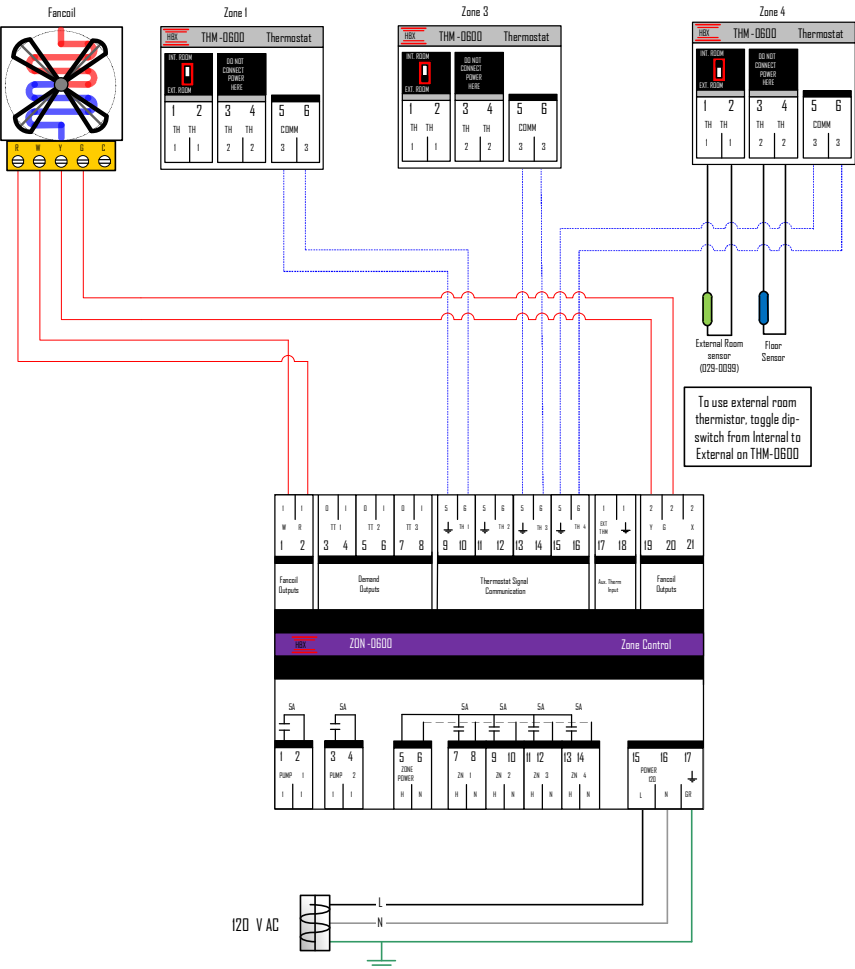 Fancoil
Zone 1
Zone 3
Zone 4
HBX THM-0600 Thermostat
INT. ROOM
EXT. ROOM
DO NOT
CONNECT
POWER
HERE
1 2 3 4 5 6
TH TH TH TH COMM
1 1 2 2 3 3
HBX THM-0600 Thermostat
INT. ROOM
EXT. ROOM
DO NOT
CONNECT
POWER
HERE
1 2 3 4 5 6
TH TH TH TH COMM
1 1 2 2 3 3
HBX THM-0600 Thermostat
INT. ROOM
EXT. ROOM
DO NOT
CONNECT
POWER
HERE
1 2 3 4 5 6
TH TH TH TH COMM
1 1 2 2 3 3
R W Y G C
External Room
sensor
(029-0099)
Floor
Sensor
To use external room
thermistor, toggle dip-
switch from Internal to
External on THM-0600
1 1 0 1 0 1 0 1 5 6 5 6 5 6 5 6 1 1 2 2 2
W R TT 1 TT 2 TT 3 TH 1 TH 2 TH 3 TH 4 EXT THM Y G X
1 2 3 4 5 6 7 8 9 10 11 12 13 14 15 16 17 18 19 20 21
Fancoil
Outputs
Demand
Outputs
Thermostat Signal
Communication
Aux. Therm
Input
Fancoil
Outputs
HBX ZON-0600 Zone Control
5A 5A 5A 5A 5A 5A
1 2 3 4 5 6 7 8 9 10 11 12 13 14 15 16 17
PUMP 1 PUMP 2 ZONE POWER ZN 1 ZN 2 ZN 3 ZN 4 POWER 120
1 1 1 1 H N H N H N H N H N L N GR
L
120 V AC
N